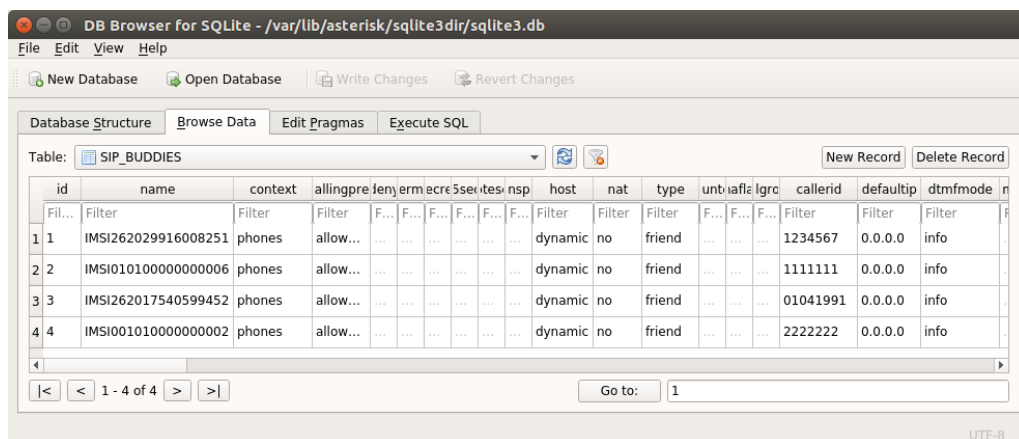 DB Browser for SQLite - /var/lib/asterisk/sqlite3dir/sqlite3.db
File Edit View Help
New Database Open Database Write Changes Revert Changes
Database Structure Browse Data Edit Pragmas Execute SQL
Table: SIP_BUDDIES New Record Delete Record
id name context allingpre host nat type callerid defaultip dtmfmode
Fil... Filter Filter Filter F... F... F... F... F... F... Filter Filter Filter F... F... F... Filter Filter Filter
1 1 IMSI262029916008251 phones allow... ... ... ... ... ... ... dynamic no friend ... ... ... 1234567 0.0.0.0 info
2 2 IMSI010100000000006 phones allow... ... ... ... ... ... ... dynamic no friend ... ... ... 1111111 0.0.0.0 info
3 3 IMSI262017540599452 phones allow... ... ... ... ... ... ... dynamic no friend ... ... ... 01041991 0.0.0.0 info
4 4 IMSI001010000000002 phones allow... ... ... ... ... ... ... dynamic no friend ... ... ... 2222222 0.0.0.0 info
|< < 1 - 4 of 4 > >| Go to: 1
UTF-8